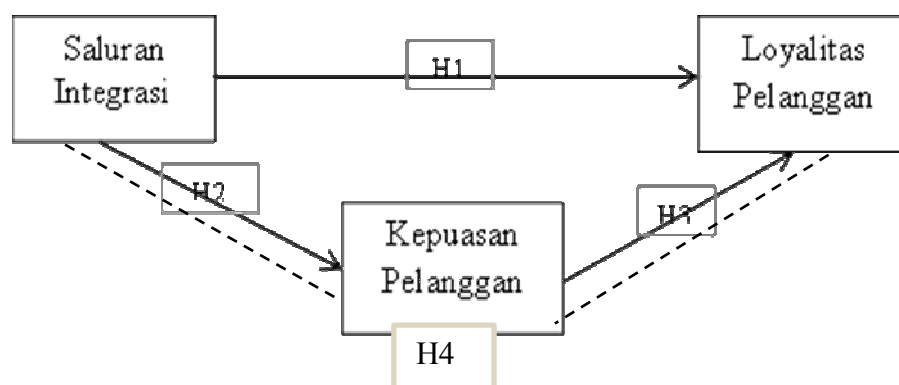 Saluran
Integrasi
H1
Loyalitas
Pelanggan
H2
H3
Kepuasan
Pelanggan
H4